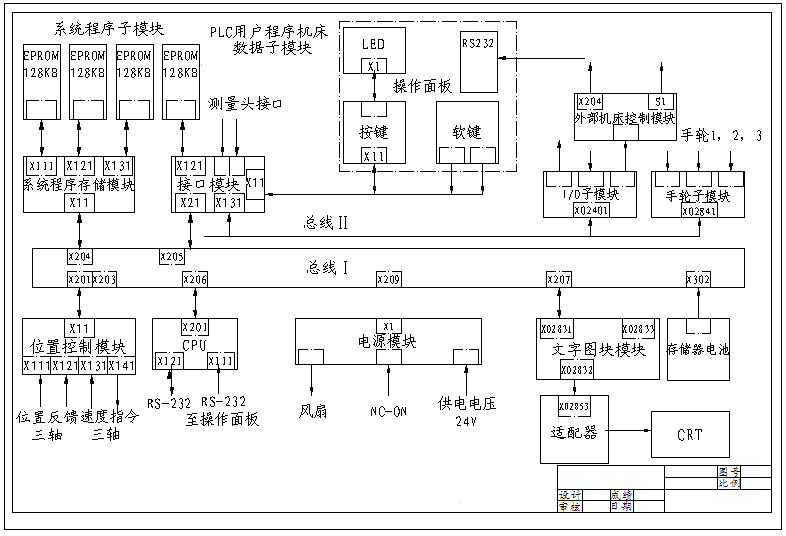 系统程序子模块
PLC用户程序机床
数据子模块
EPROM
128KB
EPROM
128KB
EPROM
128KB
EPROM
128KB
测量头接口
LED
X1
RS232
操作面板
按键
X11
软键
X204
S1
外部机床控制模块
手轮1, 2, 3
X111
X121
X131
系统程序存储模块
X11
X121
接口模块
X11
X21
X131
I/O子模块
X02401
手轮子模块
X02841
总线Ⅱ
X204
X205
总线Ⅰ
X201
X203
X206
X209
X207
X302
X11
位置控制模块
X111
X121
X131
X141
位置反馈
三轴
速度指令
三轴
X201
CPU
X121
X111
RS-232
RS-232
至操作面板
X1
电源模块
风扇
NC-ON
供电电压
24V
X02831
X02833
文字图块模块
X02832
存储器电池
X02853
适配器
CRT
图号
比例
设计
成绩
审核
日期